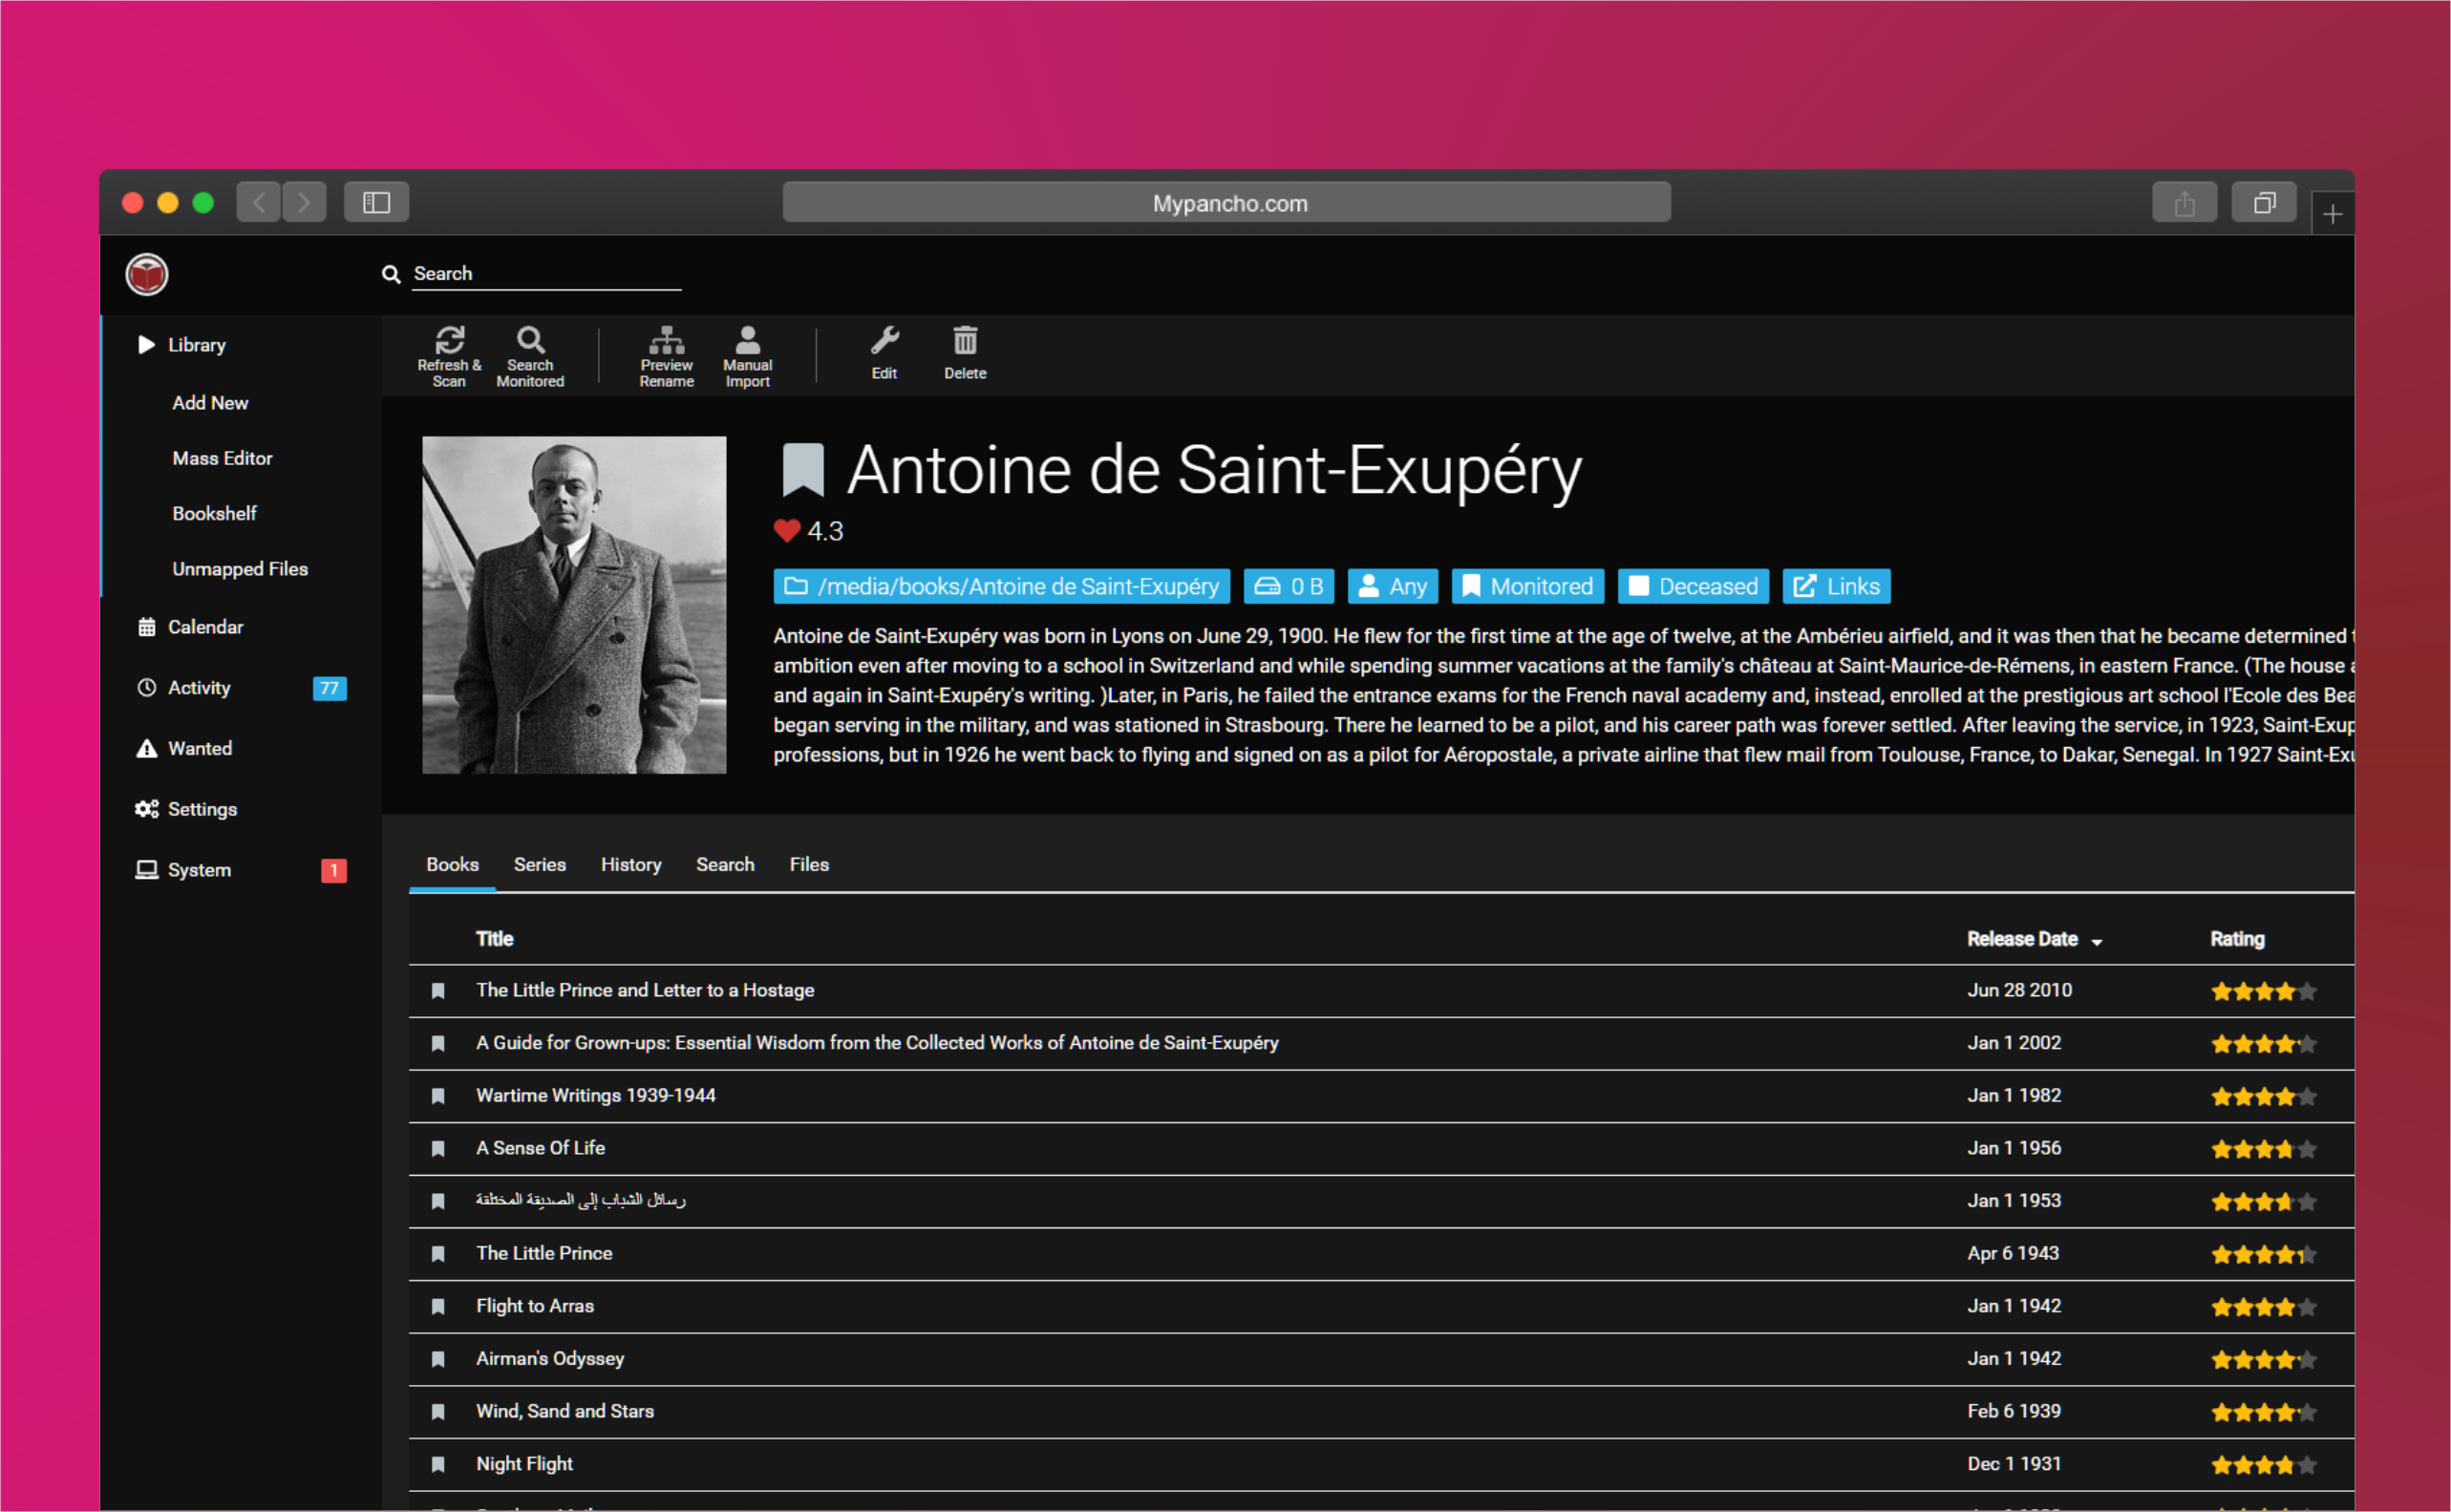 Mypancho.com
Search
Library
Add New
Mass Editor
Bookshelf
Unmapped Files
Calendar
Activity 77
Wanted
Settings
System 1
Refresh & Scan
Search Monitored
Preview Rename
Manual Import
Edit
Delete
Antoine de Saint-Exupéry
4.3
/media/books/Antoine de Saint-Exupéry 0 B Any Monitored Deceased Links
Antoine de Saint-Exupéry was born in Lyons on June 29, 1900. He flew for the first time at the age of twelve, at the Ambérieu airfield, and it was then that he became determined
ambition even after moving to a school in Switzerland and while spending summer vacations at the family's château at Saint-Maurice-de-Rémens, in eastern France. (The house
and again in Saint-Exupéry's writing. )Later, in Paris, he failed the entrance exams for the French naval academy and, instead, enrolled at the prestigious art school l'Ecole des Bea
began serving in the military, and was stationed in Strasbourg. There he learned to be a pilot, and his career path was forever settled. After leaving the service, in 1923, Saint-Exup
professions, but in 1926 he went back to flying and signed on as a pilot for Aéropostale, a private airline that flew mail from Toulouse, France, to Dakar, Senegal. In 1927 Saint-Exu
Books Series History Search Files
Title Release Date Rating
The Little Prince and Letter to a Hostage Jun 28 2010
A Guide for Grown-ups: Essential Wisdom from the Collected Works of Antoine de Saint-Exupéry Jan 1 2002
Wartime Writings 1939-1944 Jan 1 1982
A Sense Of Life Jan 1 1956
رسائل الشباب إلى الصديقة المختلقة Jan 1 1953
The Little Prince Apr 6 1943
Flight to Arras Jan 1 1942
Airman's Odyssey Jan 1 1942
Wind, Sand and Stars Feb 6 1939
Night Flight Dec 1 1931